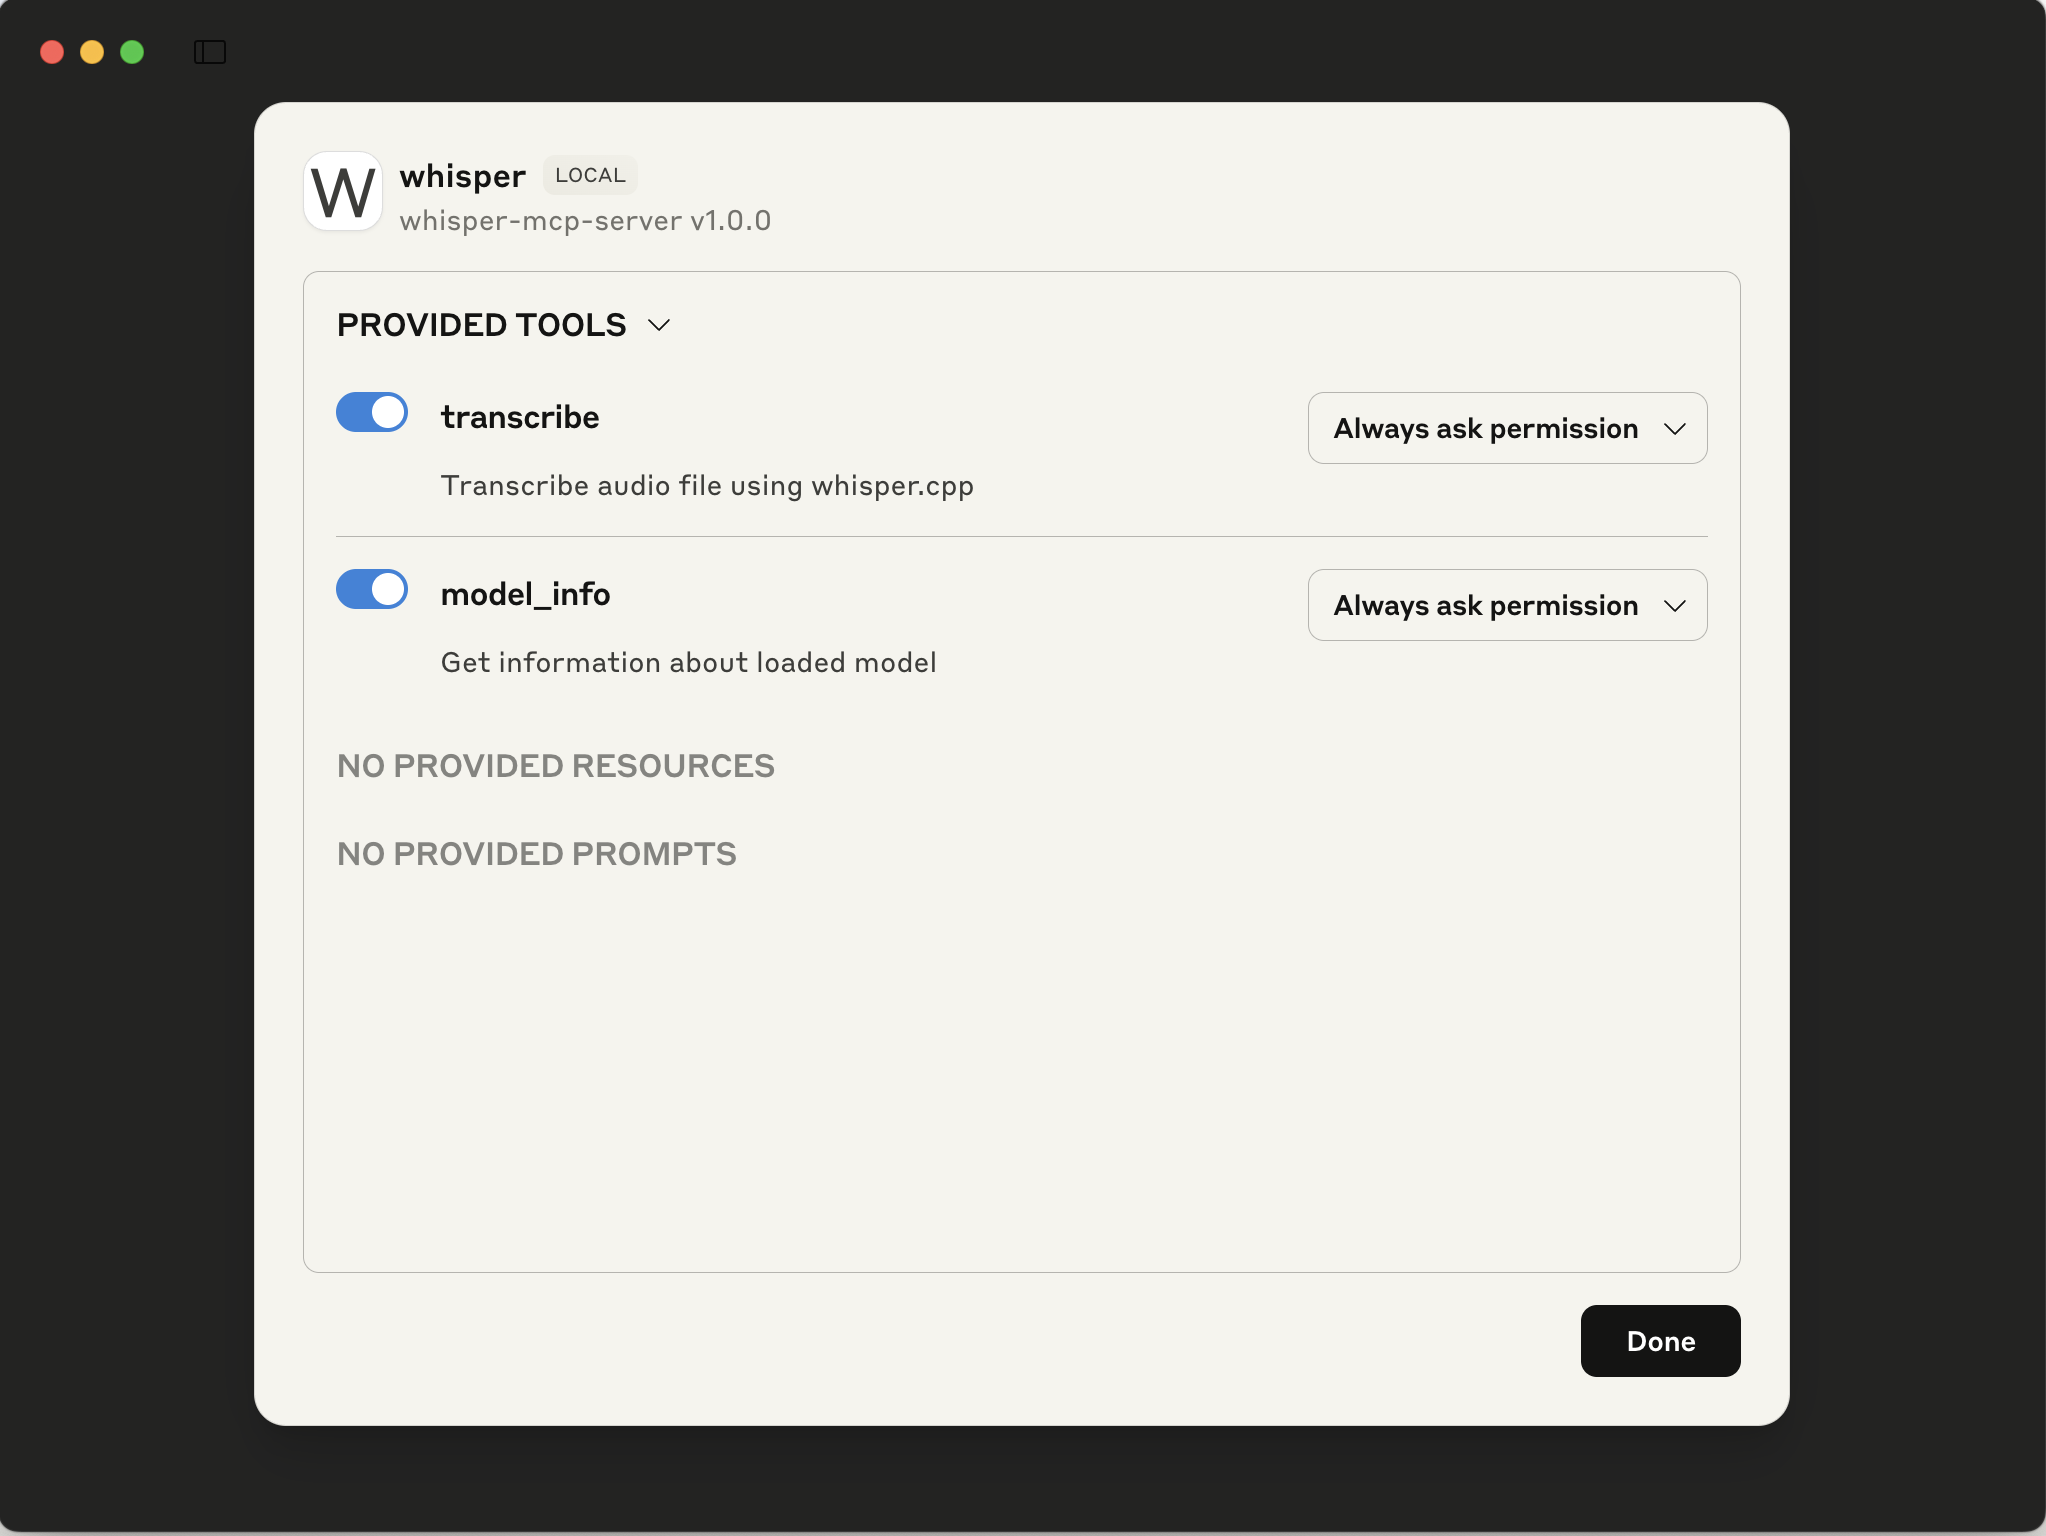 W
whisper LOCAL
whisper-mcp-server v1.0.0
PROVIDED TOOLS
transcribe
Always ask permission
Transcribe audio file using whisper.cpp
model_info
Always ask permission
Get information about loaded model
NO PROVIDED RESOURCES
NO PROVIDED PROMPTS
Done